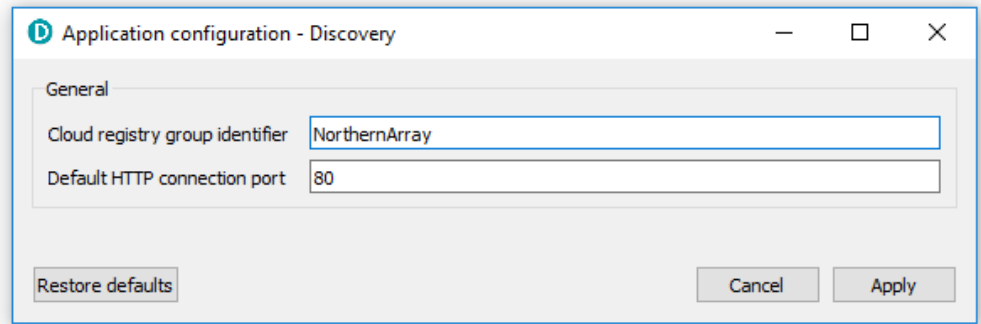 D Application configuration - Discovery
General
Cloud registry group identifier NorthernArray
Default HTTP connection port 80
Restore defaults Cancel Apply